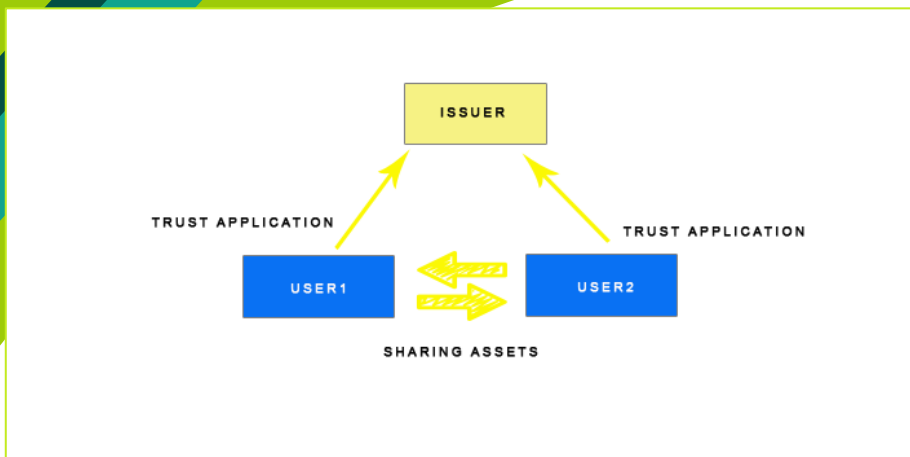 ISSUER
TRUST APPLICATION
TRUST APPLICATION
USER1
USER2
SHARING ASSETS